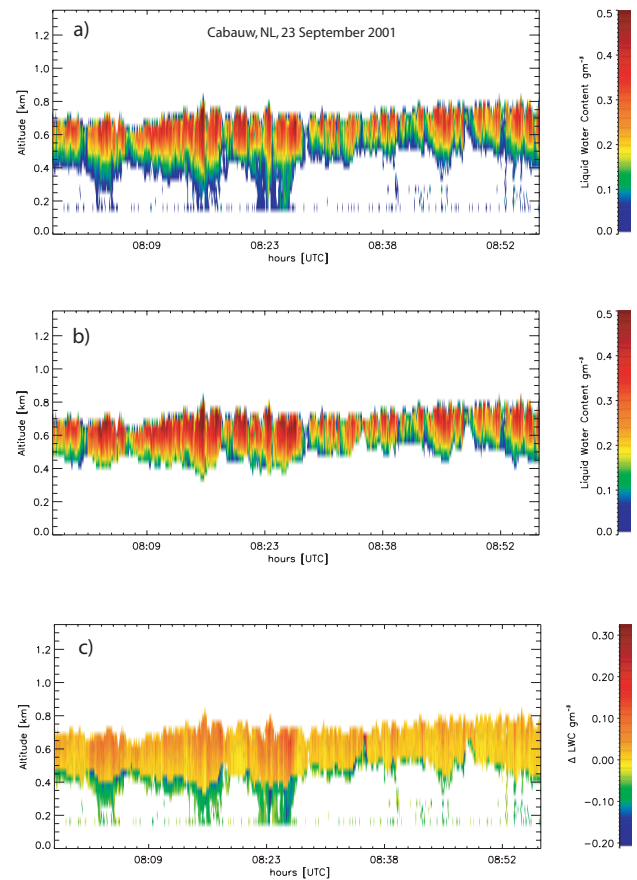 a)
Cabauw, NL, 23 September 2001
Altitude [km]
1.2
1.0
0.8
0.6
0.4
0.2
0.0
08:09 08:23 08:38 08:52
hours [UTC]
Liquid Water Content gm⁻³
0.5
0.4
0.3
0.2
0.1
0.0
b)
Altitude [km]
1.2
1.0
0.8
0.6
0.4
0.2
0.0
08:09 08:23 08:38 08:52
hours [UTC]
Liquid Water Content gm⁻³
0.5
0.4
0.3
0.2
0.1
0.0
c)
Altitude [km]
1.2
1.0
0.8
0.6
0.4
0.2
0.0
08:09 08:23 08:38 08:52
hours [UTC]
Δ LWC gm⁻³
0.30
0.20
0.10
0.00
−0.10
−0.20